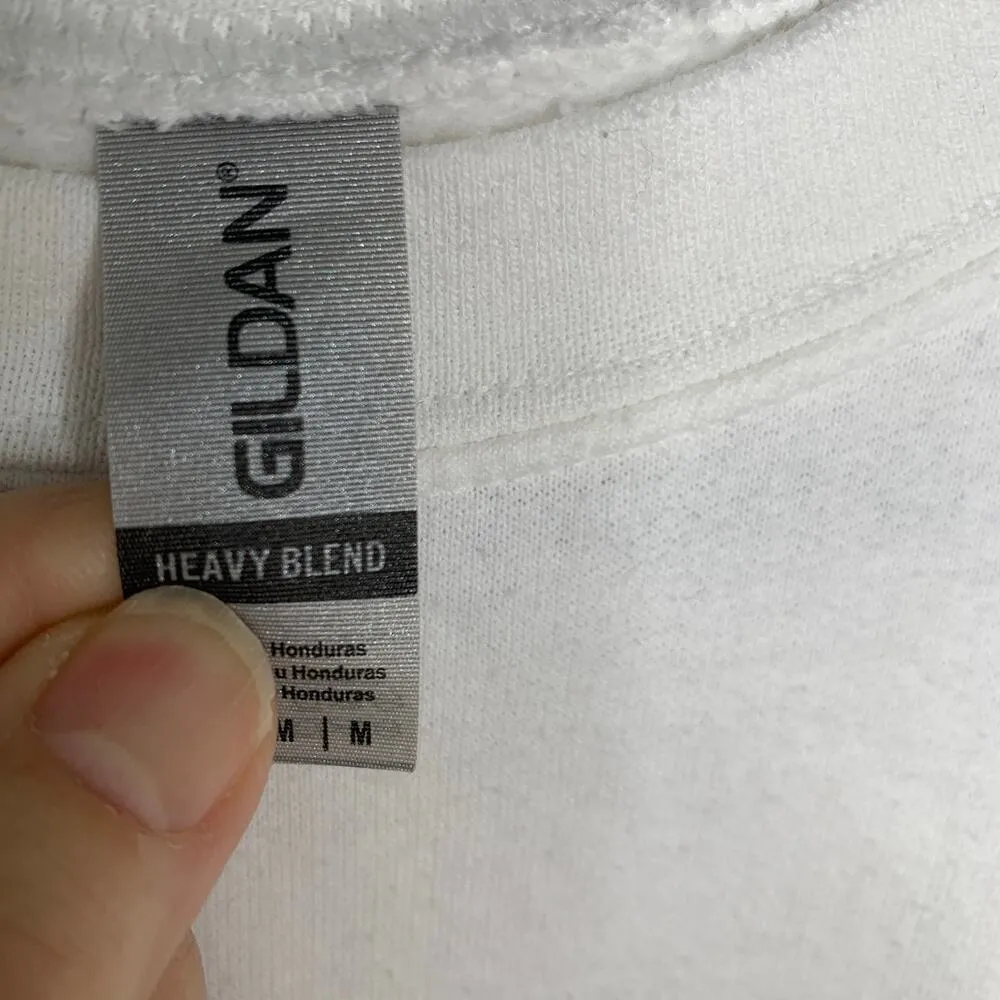 GILDAN®
HEAVY BLEND
Honduras
u Honduras
Honduras
M | M